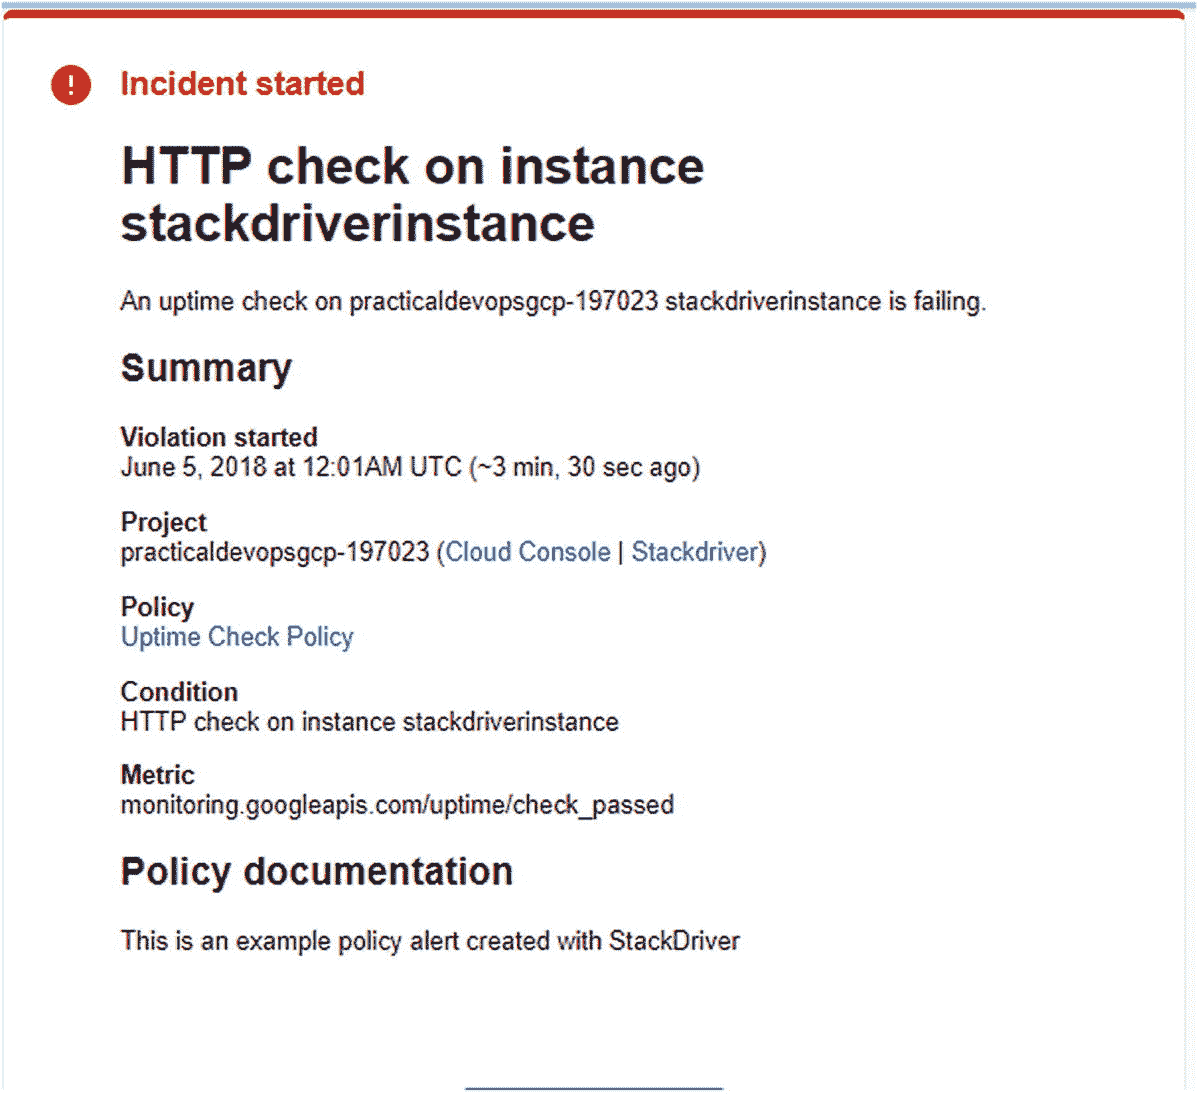 !
Incident started
HTTP check on instance
stackdriverinstance
An uptime check on practicaldevopsgcp-197023 stackdriverinstance is failing.
Summary
Violation started
June 5, 2018 at 12:01AM UTC (~3 min, 30 sec ago)
Project
practicaldevopsgcp-197023 (Cloud Console | Stackdriver)
Policy
Uptime Check Policy
Condition
HTTP check on instance stackdriverinstance
Metric
monitoring.googleapis.com/uptime/check_passed
Policy documentation
This is an example policy alert created with StackDriver